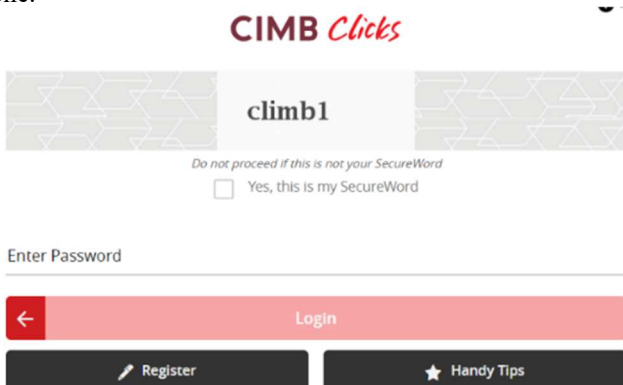 CIMB Clicks
climb1
Do not proceed if this is not your SecureWord
Yes, this is my SecureWord
Enter Password
Login
Register
Handy Tips